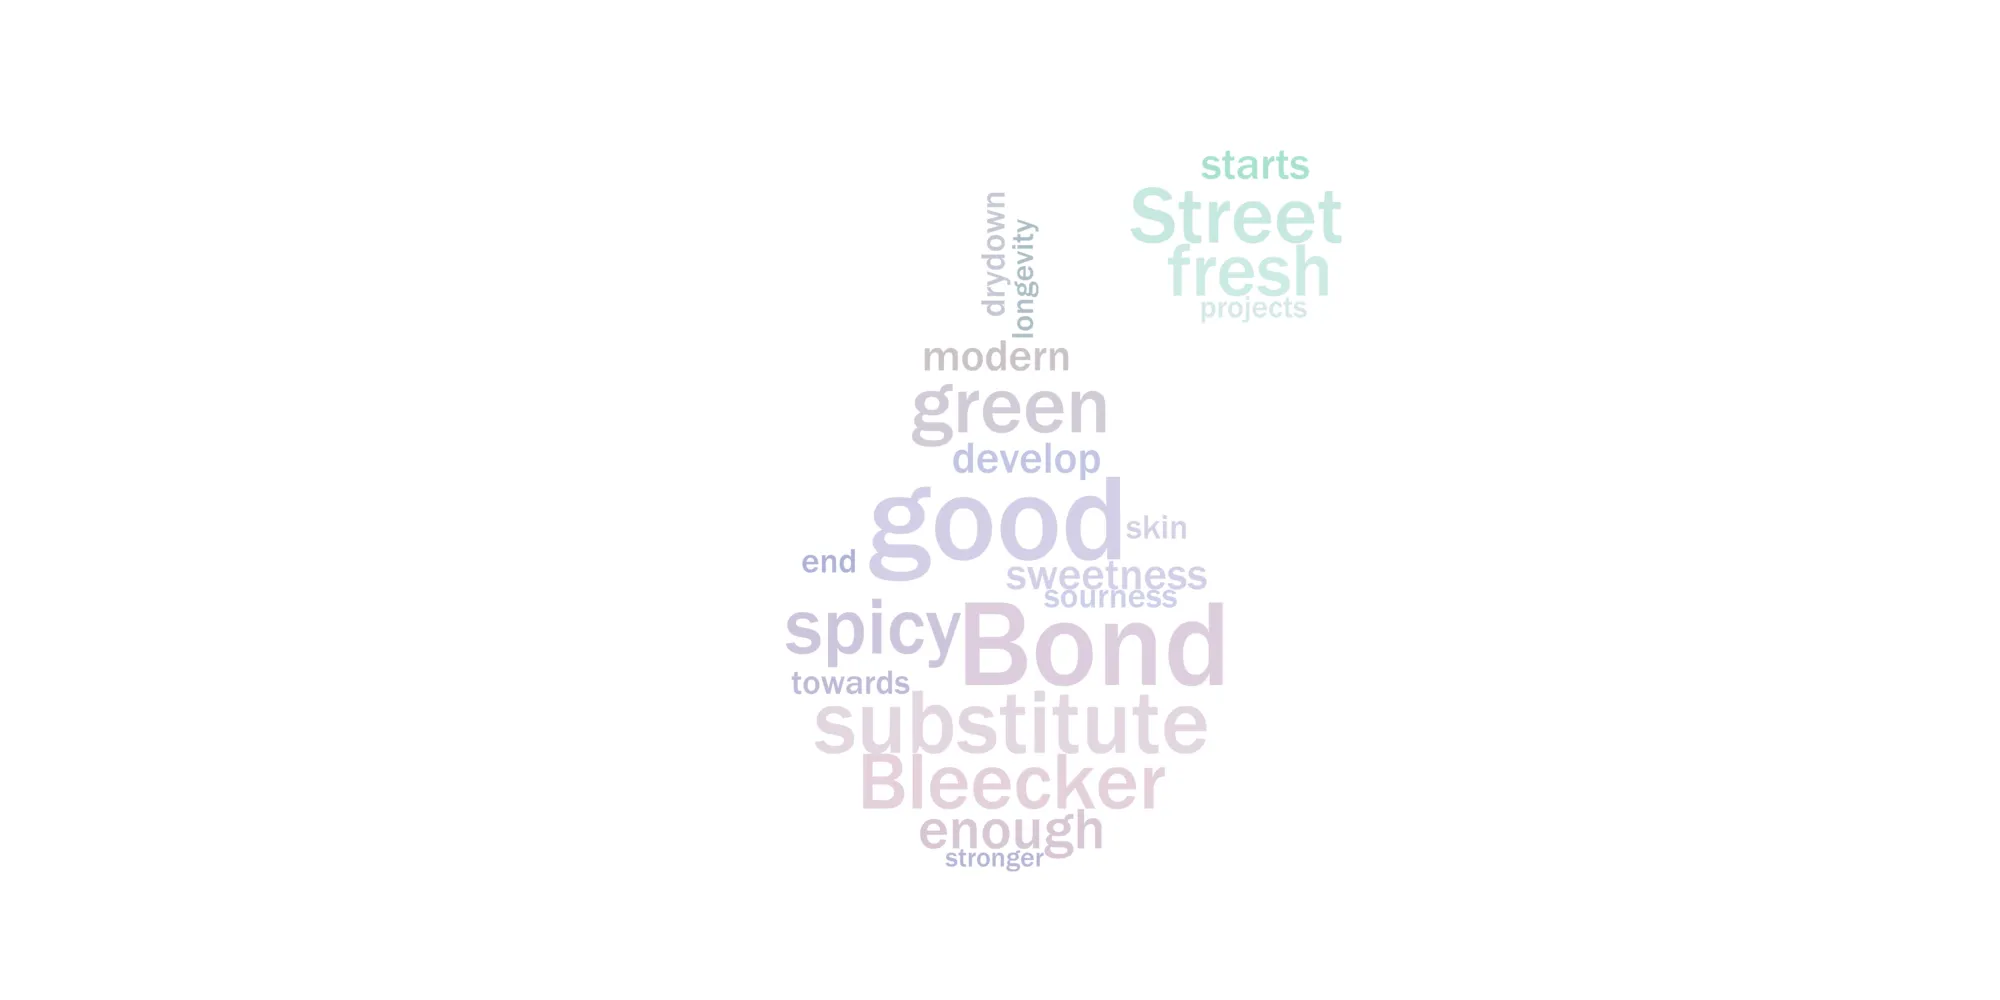 starts
Street
fresh
projects
drydown
longevity
modern
green
develop
good
skin
end
sweetness
sourness
spicy
Bond
towards
substitute
Bleecker
enough
stronger